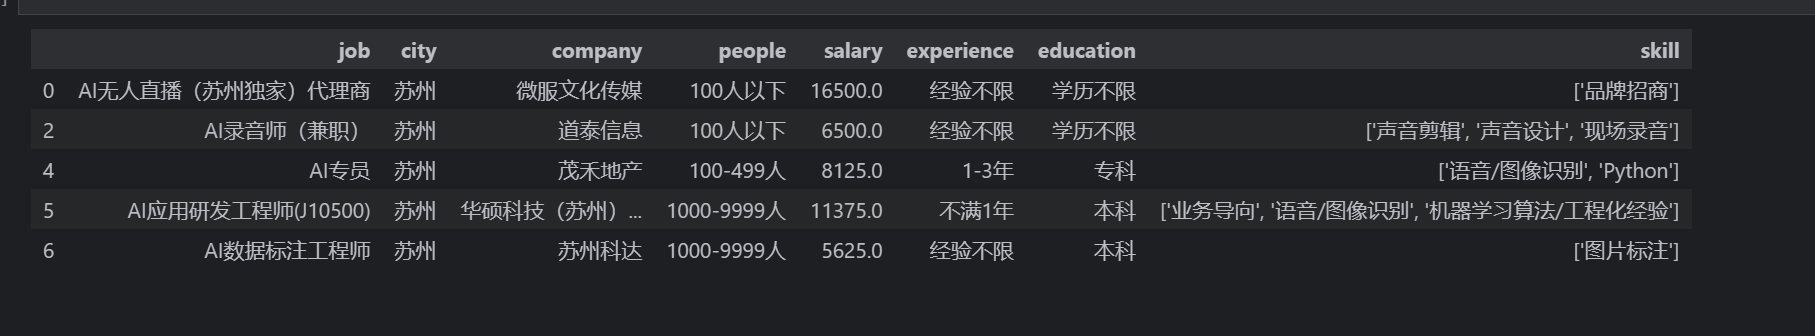 ]
job city company people salary experience education skill
0 AI无人直播（苏州独家）代理商 苏州 微服文化传媒 100人以下 16500.0 经验不限 学历不限 ['品牌招商']
2 AI录音师（兼职） 苏州 道泰信息 100人以下 6500.0 经验不限 学历不限 ['声音剪辑', '声音设计', '现场录音']
4 AI专员 苏州 茂禾地产 100-499人 8125.0 1-3年 专科 ['语音/图像识别', 'Python']
5 AI应用研发工程师(J10500) 苏州 华硕科技（苏州）... 1000-9999人 11375.0 不满1年 本科 ['业务导向', '语音/图像识别', '机器学习算法/工程化经验']
6 AI数据标注工程师 苏州 苏州科达 1000-9999人 5625.0 经验不限 本科 ['图片标注']